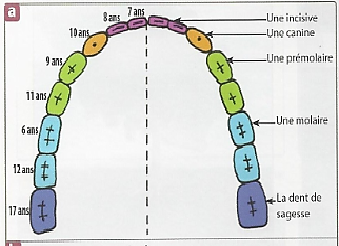 a
7 ans
8 ans
10 ans
9 ans
11 ans
6 ans
12 ans
17 ans
Une incisive
Une canine
Une prémolaire
Une molaire
La dent de
sagesse